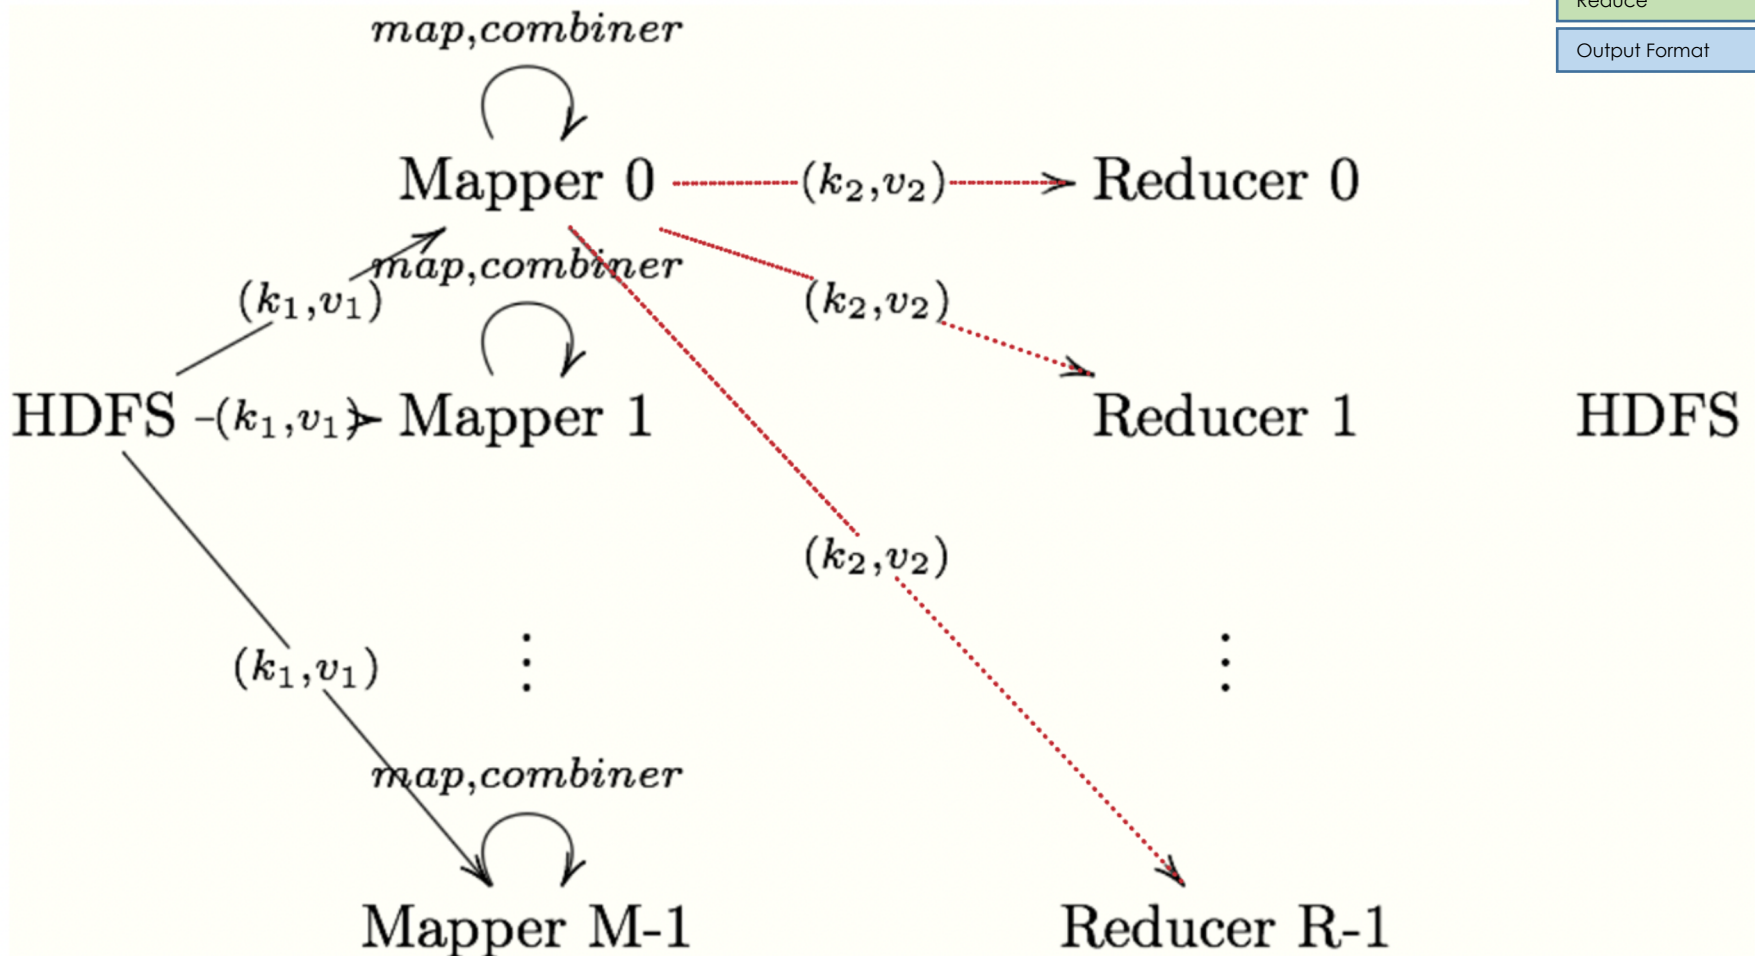 Reduce
Output Format
map,combiner
Mapper 0
(k₂,v₂)
Reducer 0
map,combiner
(k₁,v₁)
(k₂,v₂)
HDFS
(k₁,v₁)
Mapper 1
Reducer 1
HDFS
(k₂,v₂)
(k₁,v₁)
⋮
⋮
map,combiner
Mapper M-1
Reducer R-1